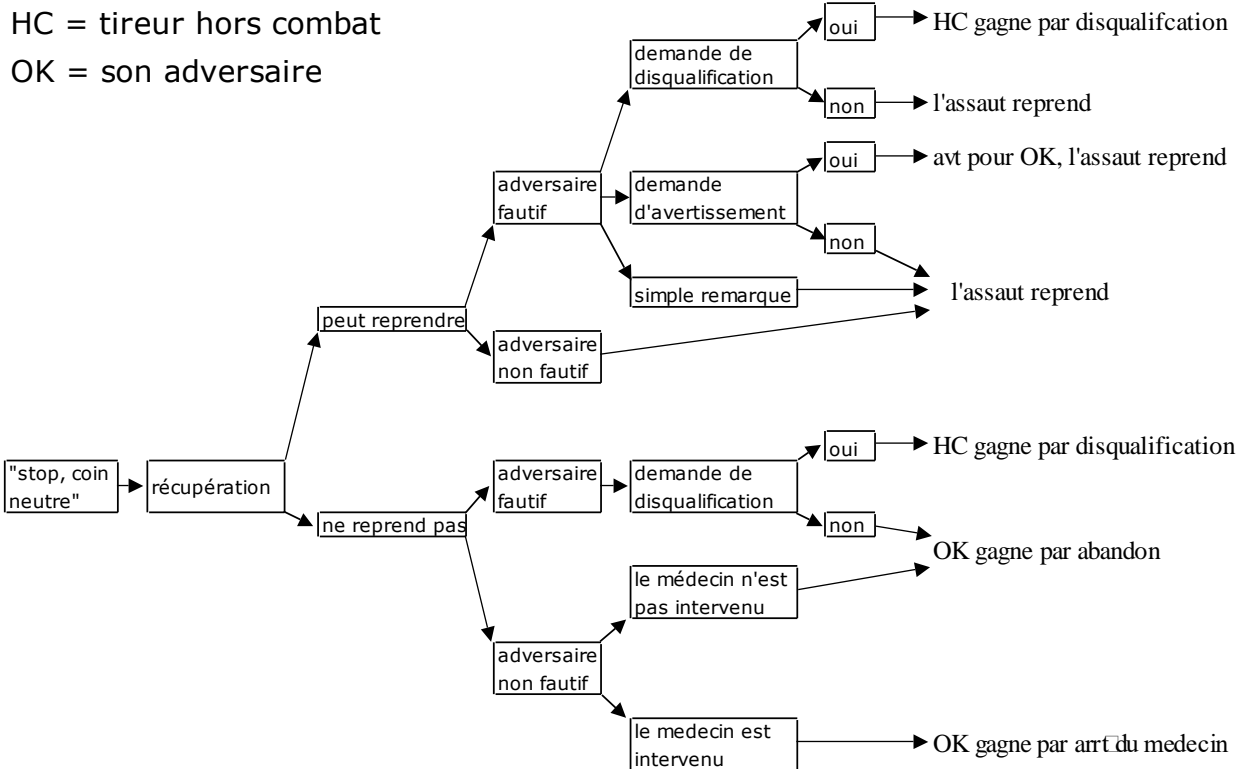 HC = tireur hors combat
OK = son adversaire
demande de
disqualification
oui
HC gagne par disqualifcation
non
l'assaut reprend
adversaire
fautif
demande
d'avertissement
oui
avt pour OK, l'assaut reprend
non
simple remarque
l'assaut reprend
peut reprendre
adversaire
non fautif
"stop, coin
neutre"
récupération
ne reprend pas
adversaire
fautif
demande de
disqualification
oui
HC gagne par disqualification
non
OK gagne par abandon
le médecin n'est
pas intervenu
adversaire
non fautif
le medecin est
intervenu
OK gagne par arrt□du medecin